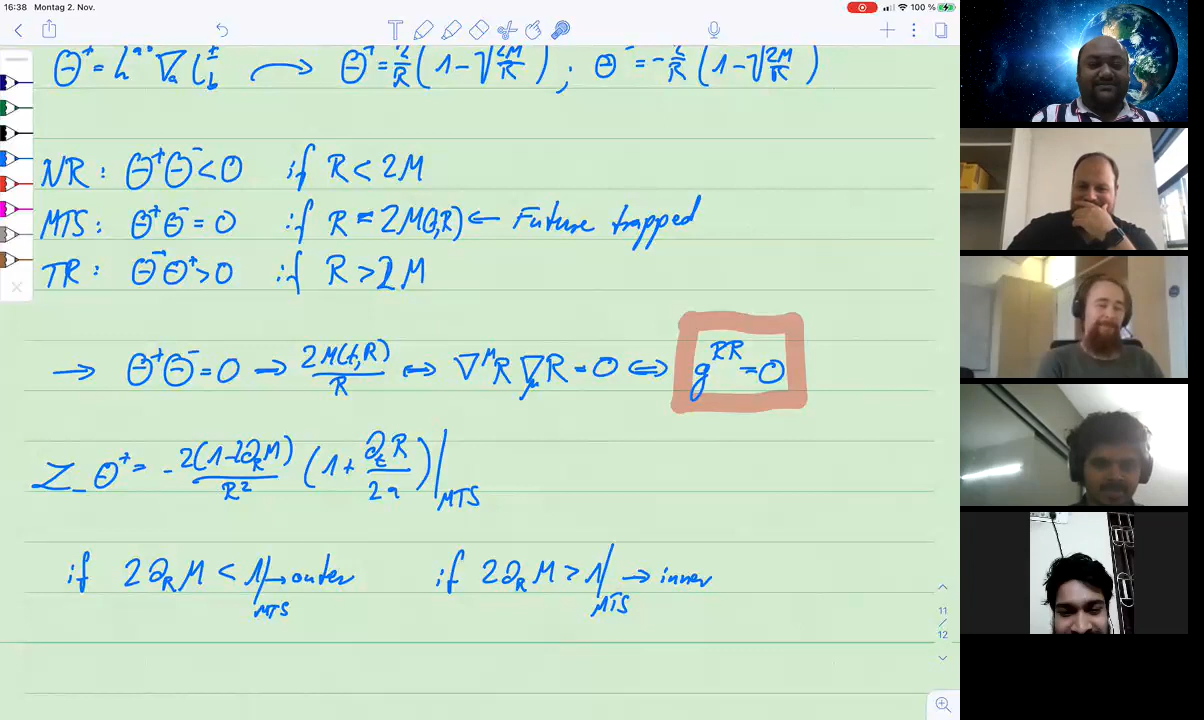 16:38 Montag 2. Nov. 100 %
Θ⁺ = h^{ab} ∇_a l_b^± → Θ⁺ = 2/R (1 - √(2M/R)) ; Θ⁻ = -2/R (1 - √(2M/R))
NR: Θ⁺Θ⁻ < 0 if R < 2M
MTS: Θ⁺Θ⁻ = 0 if R = 2M(t,R) ← Future trapped
TR: Θ⁻Θ⁺ > 0 if R > 2M
→ Θ⁺Θ⁻ = 0 → 2M(t,R)/R ⇔ ∇^μR ∇_μR = 0 ⇔ g^{RR} = 0
L_- Θ⁺ = - 2(1-2∂_R M)/R² (1 + ∂_t R/2a)|_{MTS}
if 2∂_R M < 1|_{MTS} → outer if 2∂_R M > 1|_{MTS} → inner
11
/
12